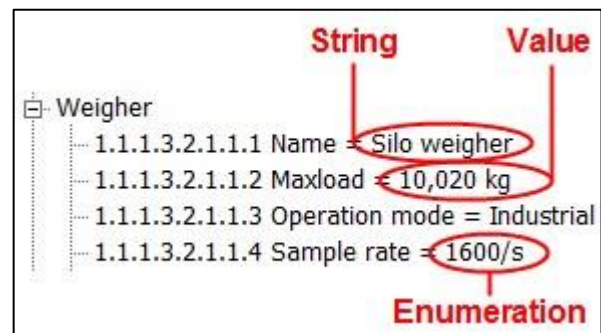 String Value
Weigher
1.1.1.3.2.1.1.1 Name = Silo weigher
1.1.1.3.2.1.1.2 Maxload = 10,020 kg
1.1.1.3.2.1.1.3 Operation mode = Industrial
1.1.1.3.2.1.1.4 Sample rate = 1600/s
Enumeration